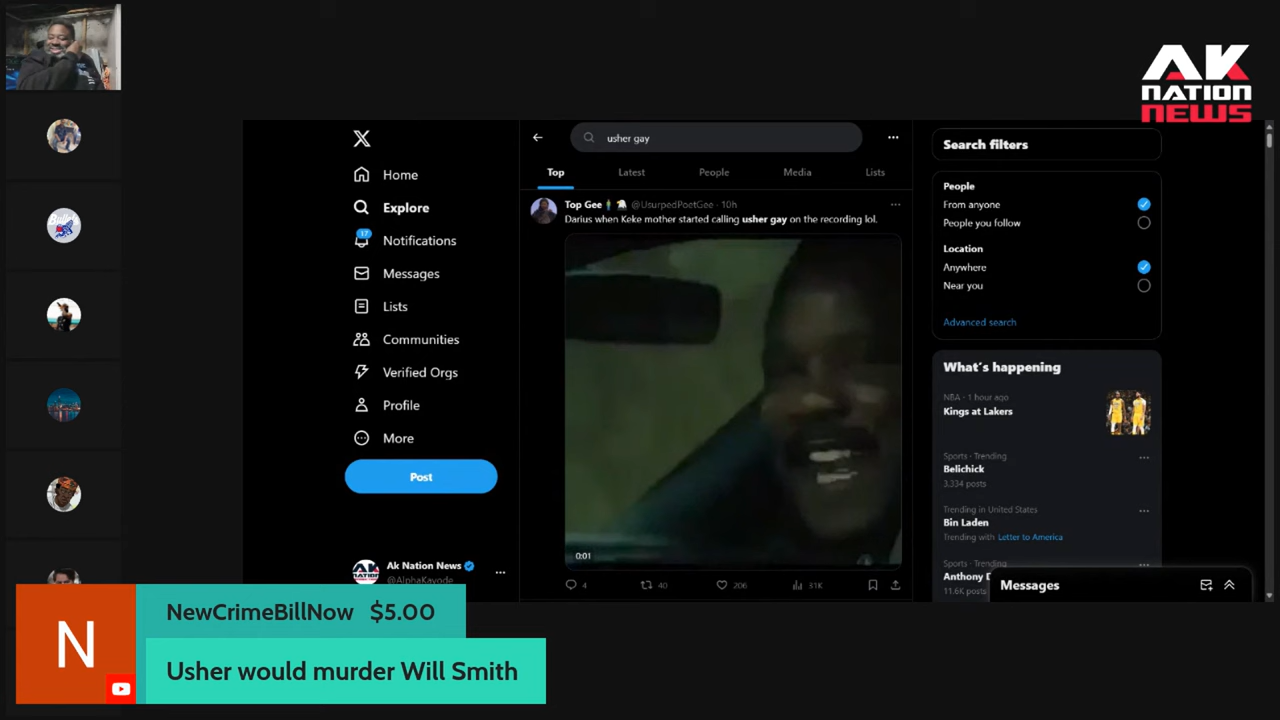 AK
NATION
NEWS
usher gay
Top
Latest
People
Media
Lists
Home
Explore
17
Notifications
Messages
Lists
Communities
Verified Orgs
Profile
More
Post
Ak Nation News
@AlphaKayode
Top Gee @UsurpedPoetGee · 10h
Darius when Keke mother started calling usher gay on the recording lol.
0:01
4
40
206
31K
Search filters
People
From anyone
People you follow
Location
Anywhere
Near you
Advanced search
What's happening
NBA · 1 hour ago
Kings at Lakers
Sports · Trending
Belichick
3,334 posts
Trending in United States
Bin Laden
Trending with Letter to America
Sports · Trending
Anthony D
11.6K posts
Messages
N
NewCrimeBillNow $5.00
Usher would murder Will Smith